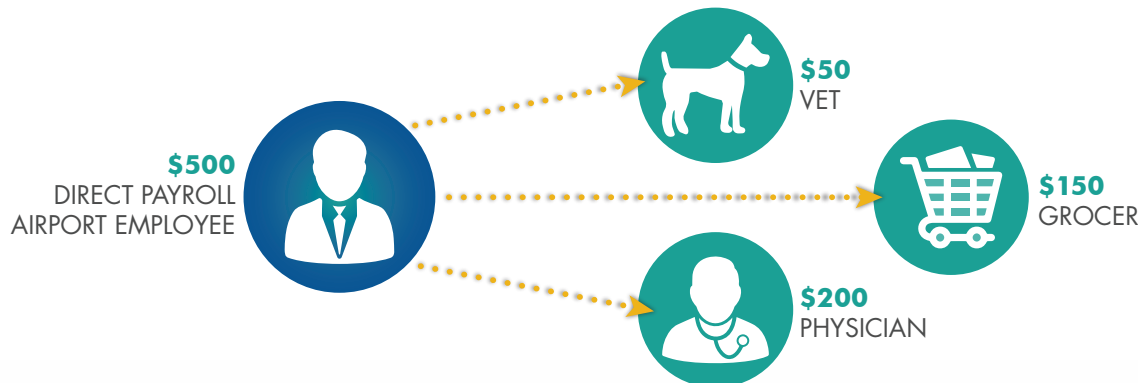 $500
DIRECT PAYROLL
AIRPORT EMPLOYEE
$50
VET
$150
GROCER
$200
PHYSICIAN